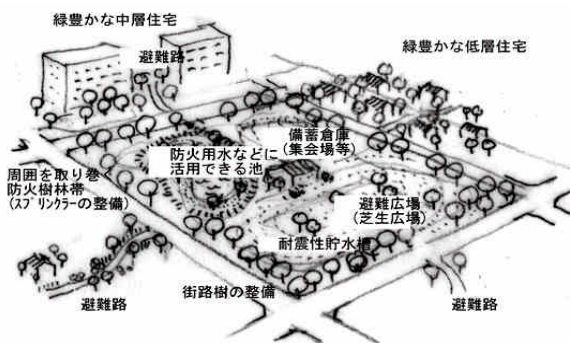 緑豊かな中層住宅
避難路
緑豊かな低層住宅
備蓄倉庫
(集会場等)
防火用水などに
活用できる池
周囲を取り巻く
防火樹林帯
(スプリンクラーの整備)
避難広場
(芝生広場)
耐震性貯水槽
避難路
街路樹の整備
避難路